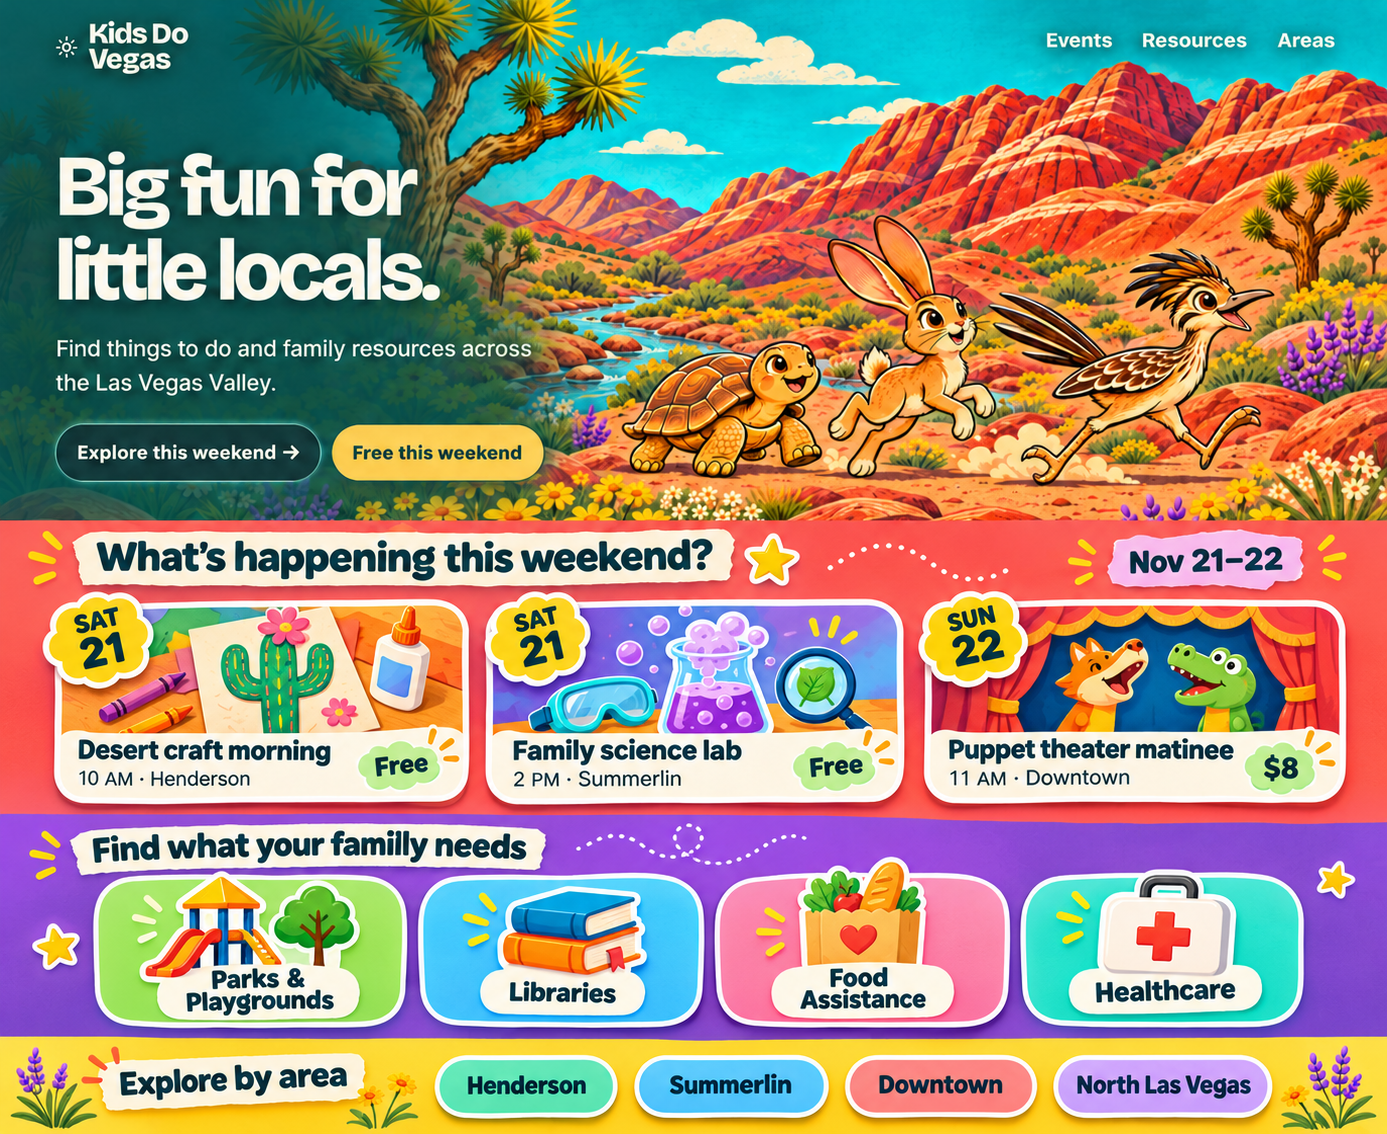 Kids Do
Vegas
Events
Resources
Areas
Big fun for
little locals.
Find things to do and family resources across
the Las Vegas Valley.
Explore this weekend →
Free this weekend
What's happening this weekend?
Nov 21–22
SAT
21
Desert craft morning
10 AM · Henderson
Free
SAT
21
Family science lab
2 PM · Summerlin
Free
SUN
22
Puppet theater matinee
11 AM · Downtown
$8
Find what your familly needs
Parks &
Playgrounds
Libraries
Food
Assistance
Healthcare
Explore by area
Henderson
Summerlin
Downtown
North Las Vegas